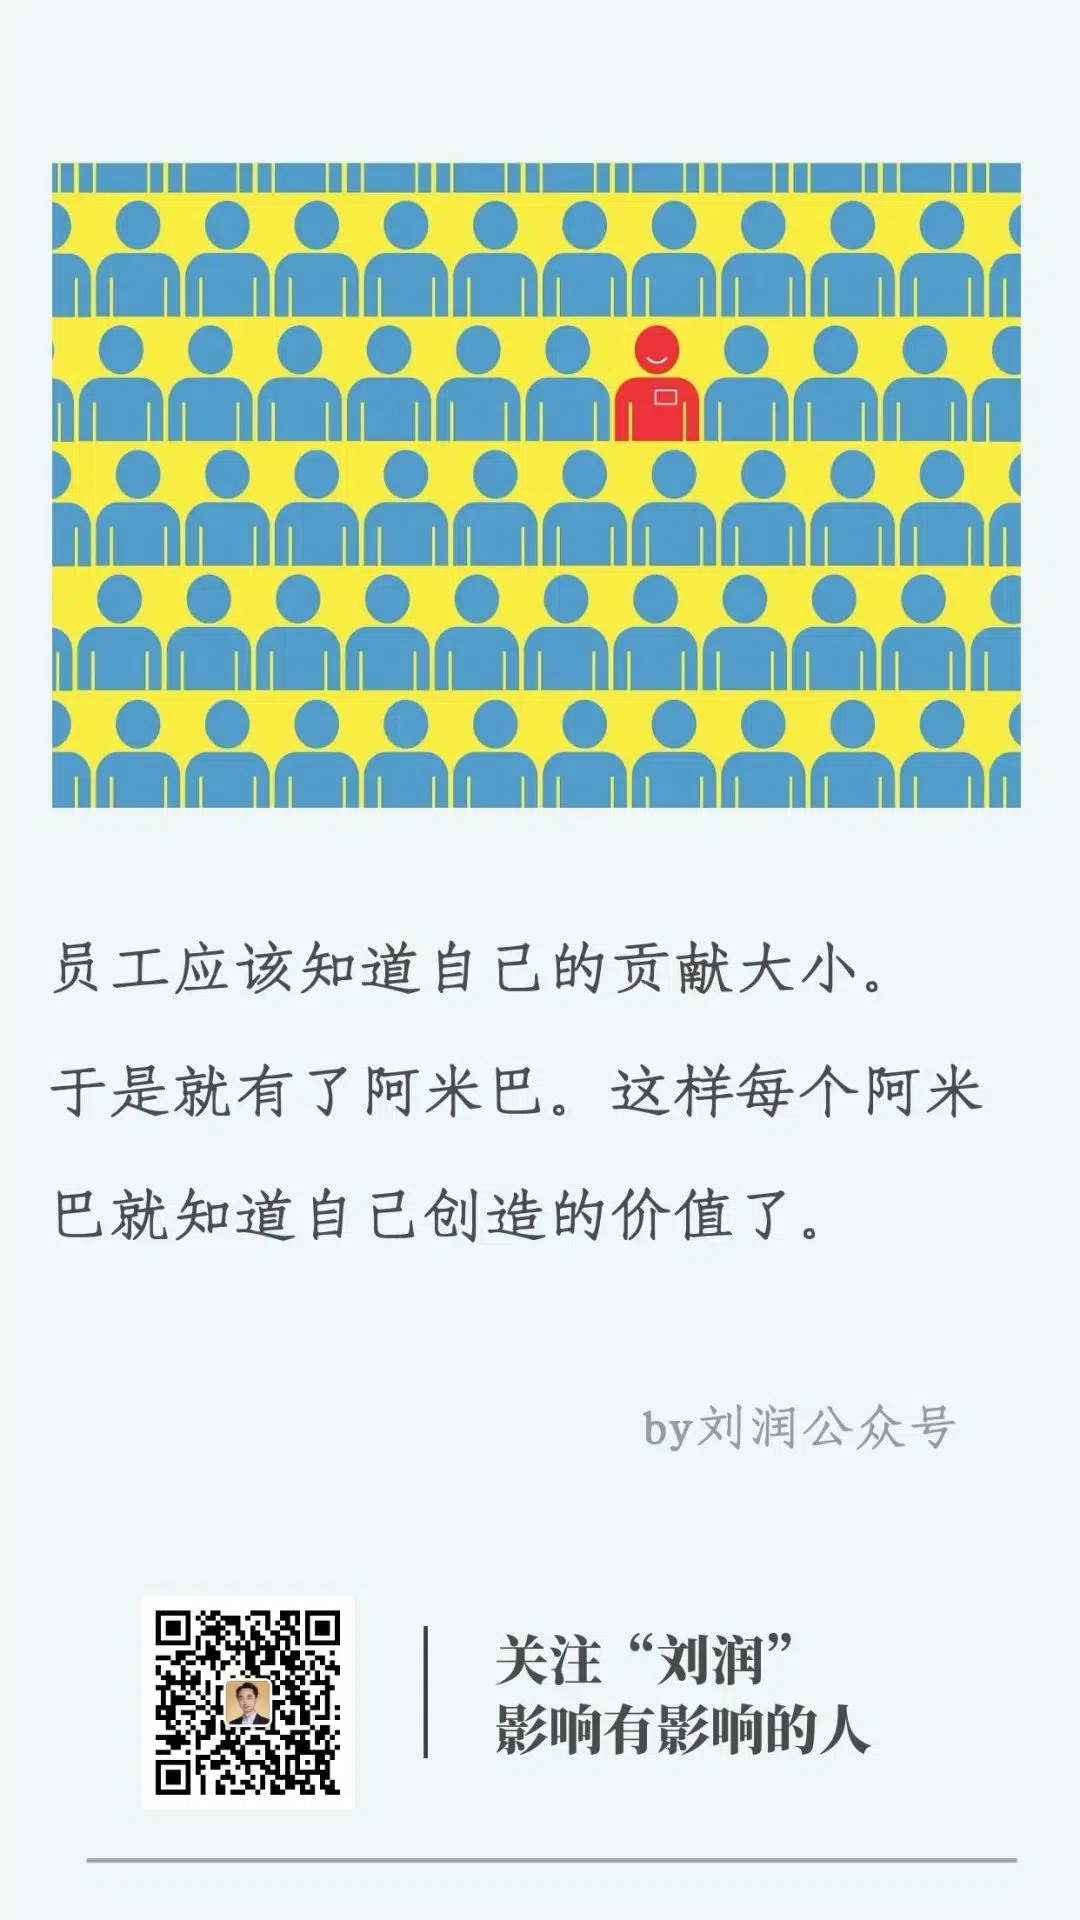 员工应该知道自己的贡献大小。
于是就有了阿米巴。这样每个阿米
巴就知道自己创造的价值了。
by刘润公众号
关注“刘润”
影响有影响的人